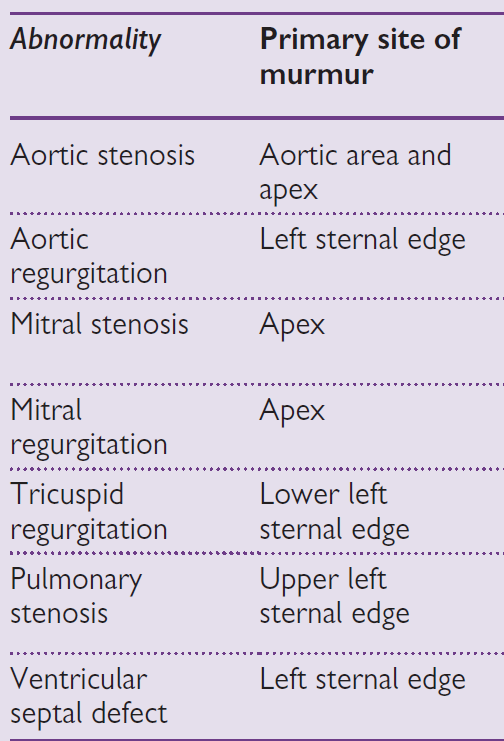 Abnormality Primary site of
murmur
Aortic stenosis Aortic area and
apex
Aortic Left sternal edge
regurgitation
Mitral stenosis Apex
Mitral Apex
regurgitation
Tricuspid Lower left
regurgitation sternal edge
Pulmonary Upper left
stenosis sternal edge
Ventricular Left sternal edge
septal defect